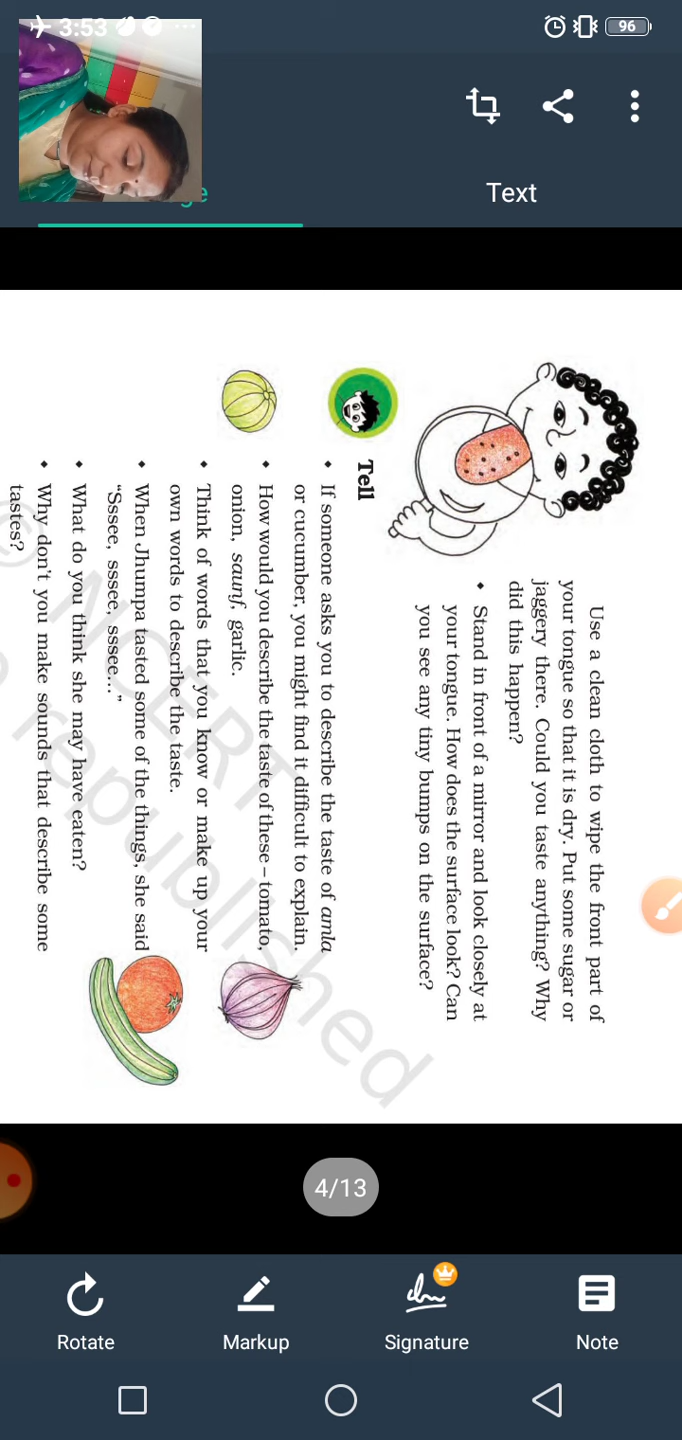 3:53
96
Text
Use a clean cloth to wipe the front part of
your tongue so that it is dry. Put some sugar or
jaggery there. Could you taste anything? Why
did this happen?
• Stand in front of a mirror and look closely at
your tongue. How does the surface look? Can
you see any tiny bumps on the surface?
Tell
• If someone asks you to describe the taste of amla
or cucumber, you might find it difficult to explain.
• How would you describe the taste of these – tomato,
onion, saunf, garlic.
• Think of words that you know or make up your
own words to describe the taste.
• When Jhumpa tasted some of the things, she said
“Sssee, sssee, sssee...”
• What do you think she may have eaten?
• Why don't you make sounds that describe some
tastes?
© NCERT
republished
4/13
Rotate
Markup
Signature
Note